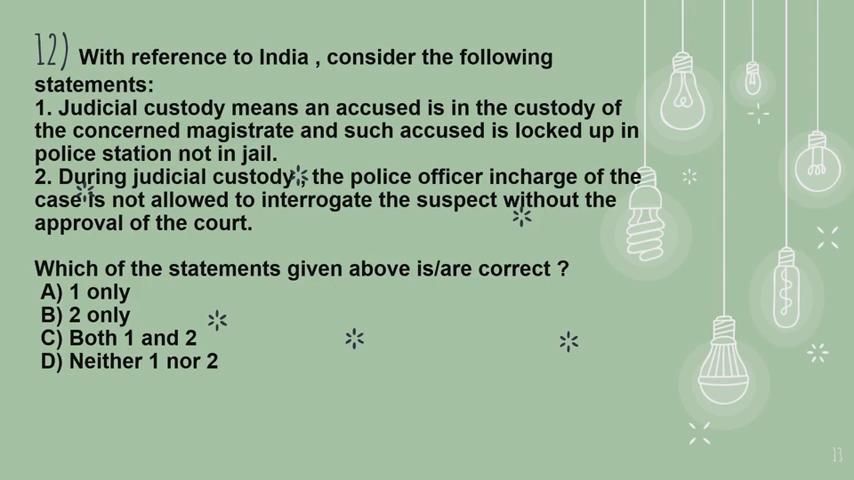 12) With reference to India , consider the following
statements:
1. Judicial custody means an accused is in the custody of
the concerned magistrate and such accused is locked up in
police station not in jail.
2. During judicial custody , the police officer incharge of the
case is not allowed to interrogate the suspect without the
approval of the court.
Which of the statements given above is/are correct ?
A) 1 only
B) 2 only
C) Both 1 and 2
D) Neither 1 nor 2
13